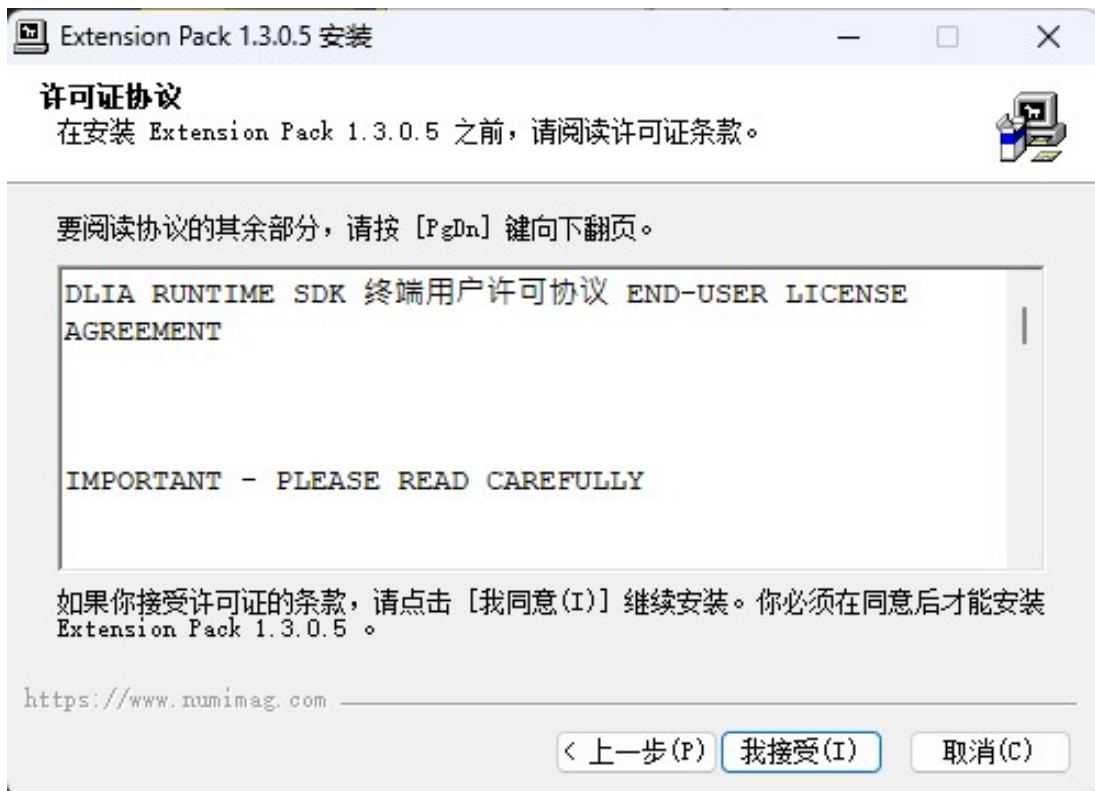 Extension Pack 1.3.0.5 安装
许可证协议
在安装 Extension Pack 1.3.0.5 之前，请阅读许可证条款。
要阅读协议的其余部分，请按 [PgDn] 键向下翻页。
DLIA RUNTIME SDK 终端用户许可协议 END-USER LICENSE
AGREEMENT
IMPORTANT - PLEASE READ CAREFULLY
如果你接受许可证的条款，请点击 [我同意(I)] 继续安装。你必须在同意后才能安装
Extension Pack 1.3.0.5 。
https://www.numimag.com
< 上一步(P) 我接受(I) 取消(C)